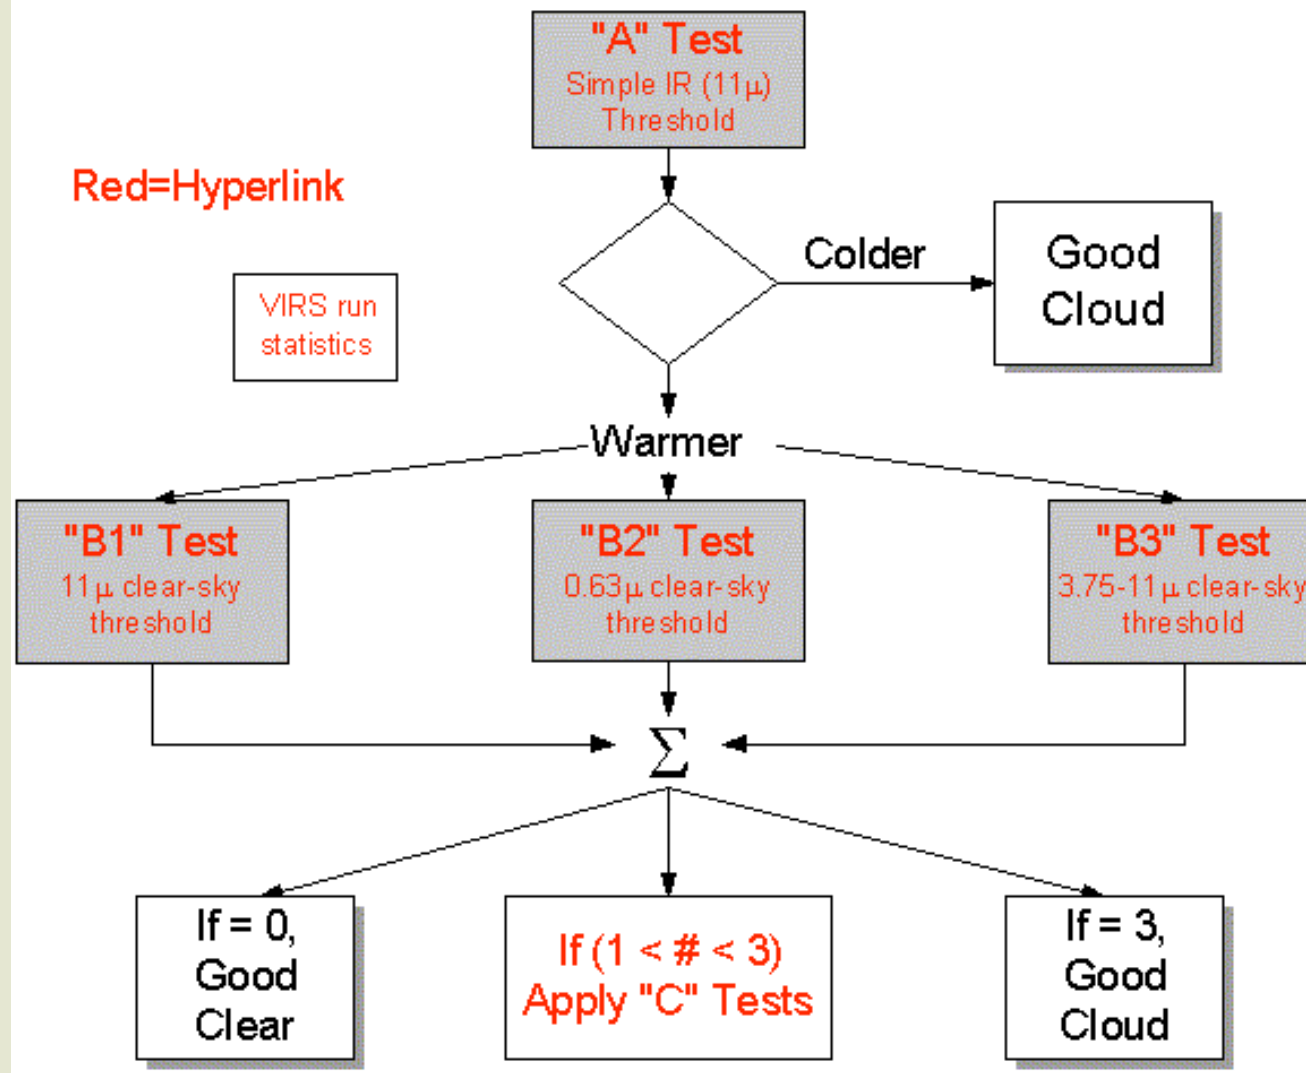 "A" Test
Simple IR (11μ)
Threshold
Red=Hyperlink
Colder
Good
Cloud
VIRS run
statistics
Warmer
"B1" Test
11μ clear-sky
threshold
"B2" Test
0.63μ clear-sky
threshold
"B3" Test
3.75-11μ clear-sky
threshold
Σ
If = 0,
Good
Clear
If (1 < # < 3)
Apply "C" Tests
If = 3,
Good
Cloud